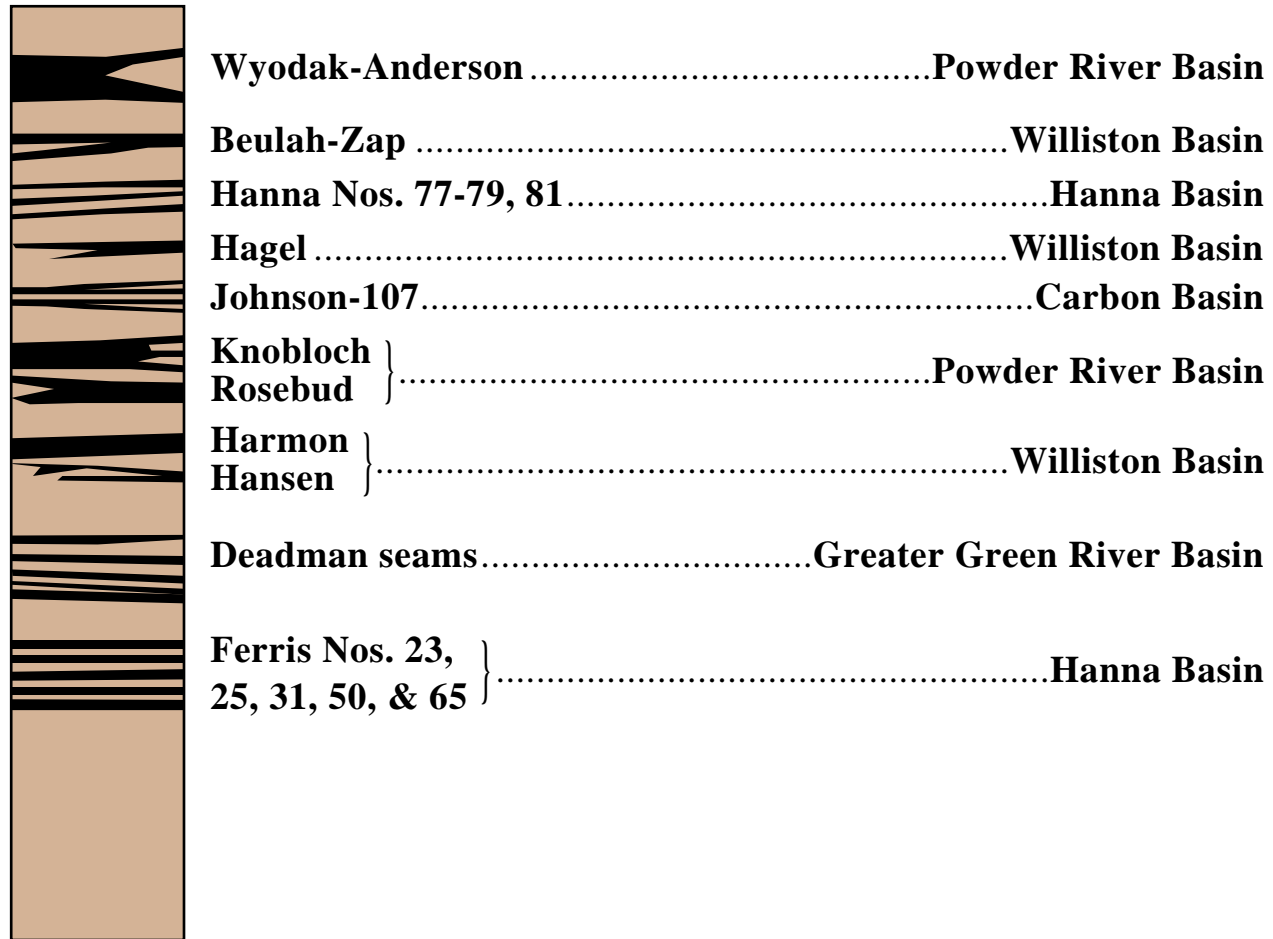 Wyodak-Anderson..................................Powder River Basin
Beulah-Zap ..................................................Williston Basin
Hanna Nos. 77-79, 81.........................................Hanna Basin
Hagel ...........................................................Williston Basin
Johnson-107....................................................Carbon Basin
Knobloch
Rosebud } .............................................Powder River Basin
Harmon
Hansen } ......................................................Williston Basin
Deadman seams............................Greater Green River Basin
Ferris Nos. 23,
25, 31, 50, & 65 } ...............................................Hanna Basin